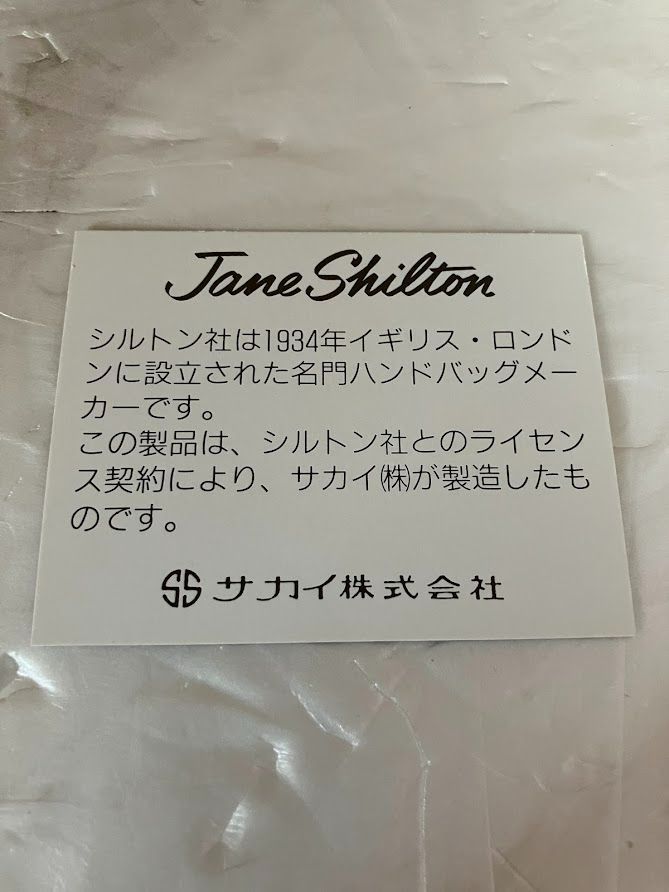 Jane Shilton
シルトン社は1934年イギリス・ロンド
ンに設立された名門ハンドバッグメー
カーです。
この製品は、シルトン社とのライセン
ス契約により、サカイ㈱が製造したも
のです。
SS サカイ株式会社